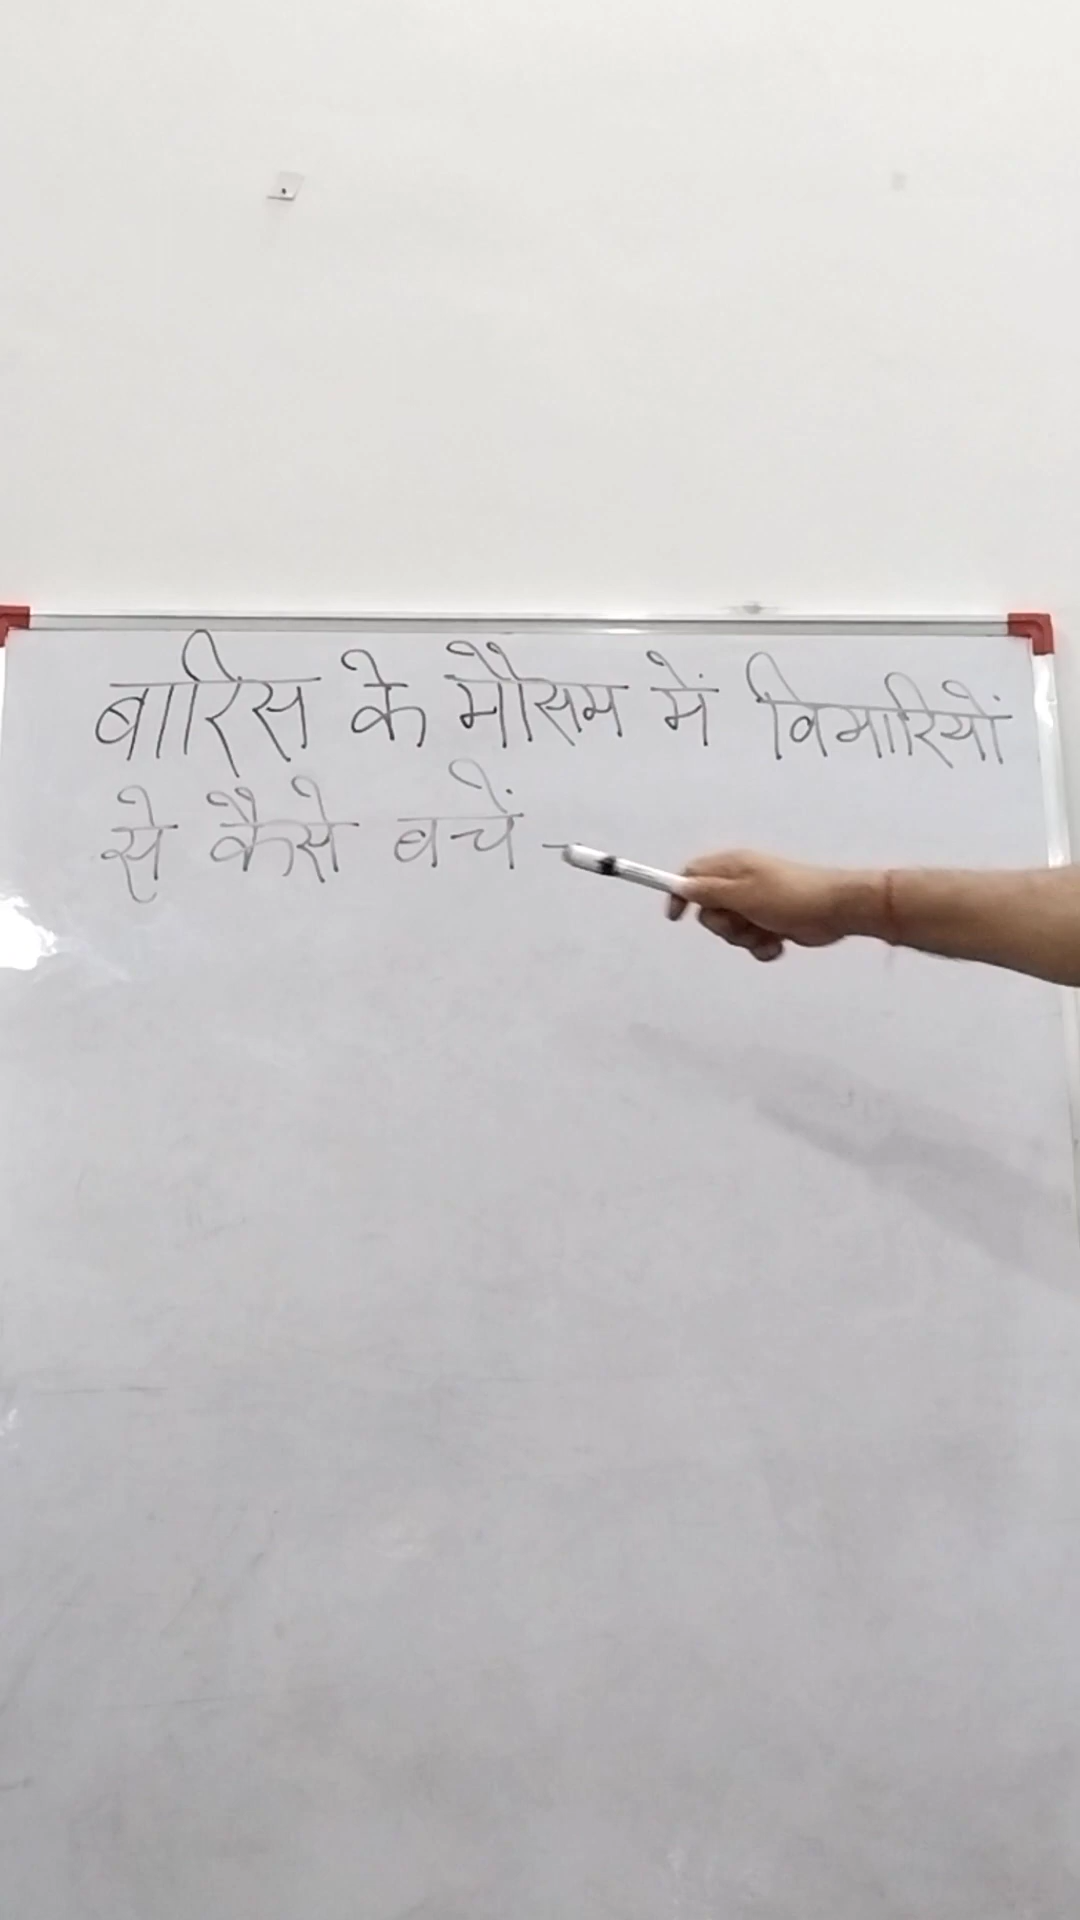 बारिस के मौसम में विमारियों
से कैसे बचें -